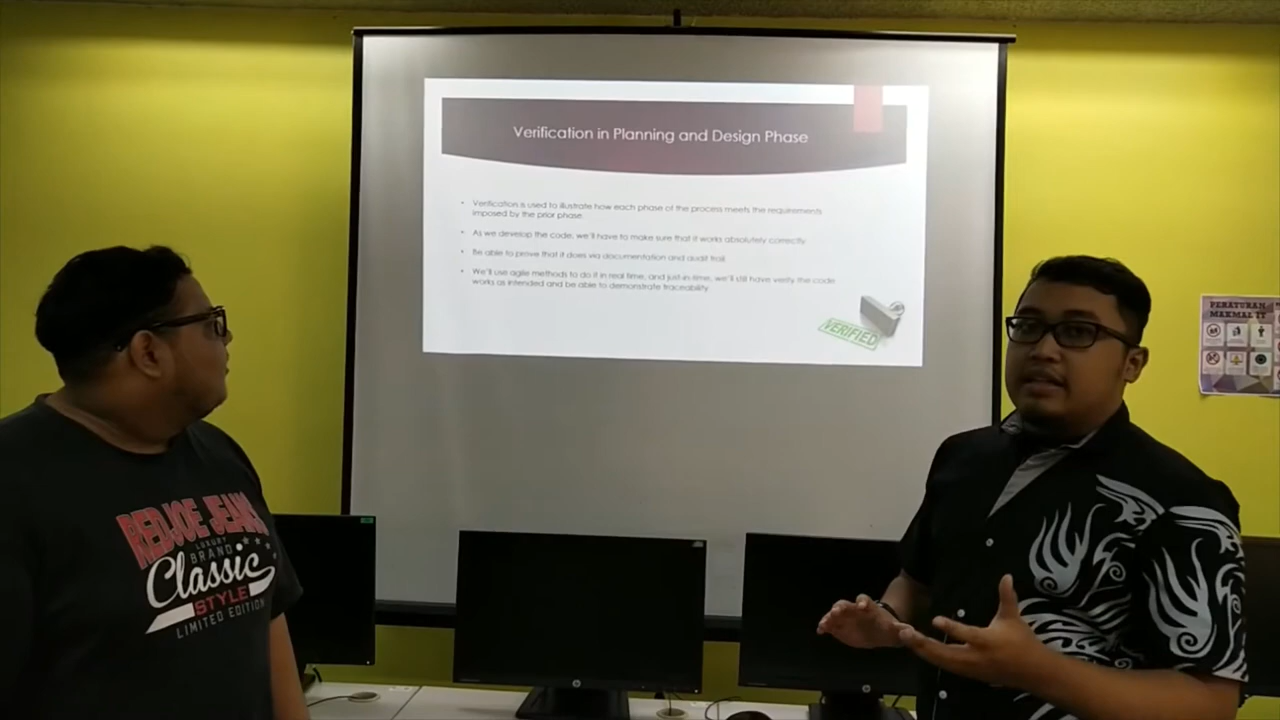 Verification in Planning and Design Phase
Verification is used to illustrate how each phase of the process meets the requirements
imposed by the prior phase.
As we develop the code, we'll have to make sure that it works absolutely correctly.
Be able to prove that it does via documentation and audit trail.
We'll use agile methods to do it in real time, and just-in-time, we'll still have verify the code
works as intended and be able to demonstrate traceability.
VERIFIED
PERATURAN
MAKMAL IT
REDJOE JEANS
LUXURY
BRAND
Classic
STYLE
LIMITED EDITION
hp